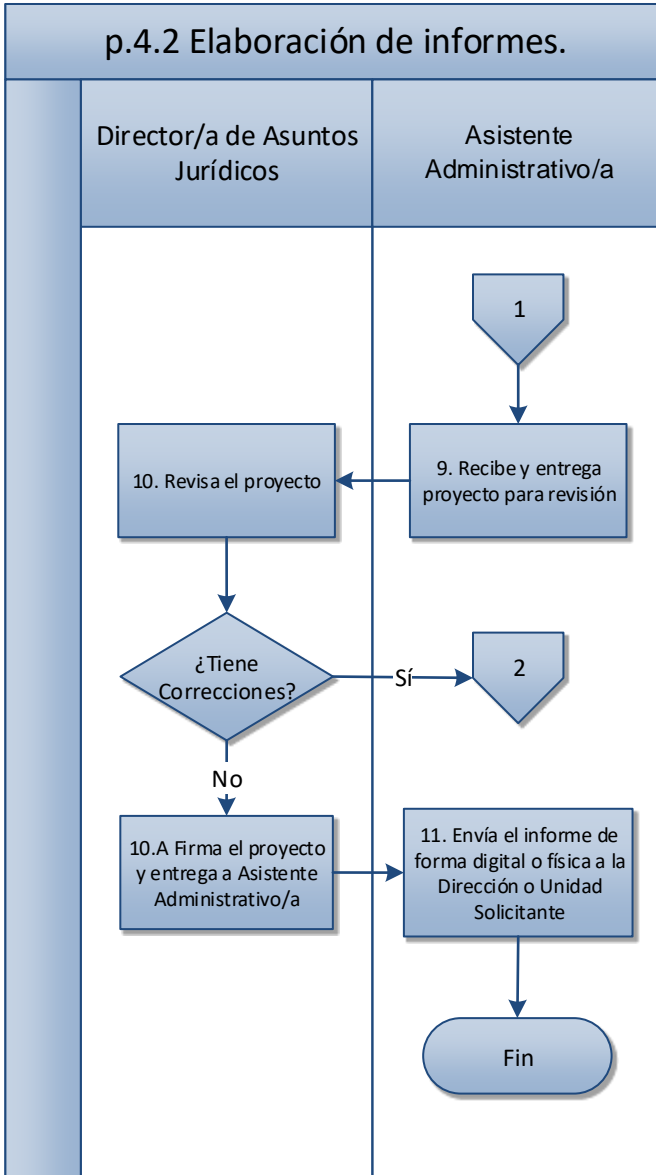 p.4.2 Elaboración de informes.
Director/a de Asuntos
Jurídicos
Asistente
Administrativo/a
1
9. Recibe y entrega
proyecto para revisión
10. Revisa el proyecto
¿Tiene
Correcciones?
Sí
2
No
10.A Firma el proyecto
y entrega a Asistente
Administrativo/a
11. Envía el informe de
forma digital o física a la
Dirección o Unidad
Solicitante
Fin